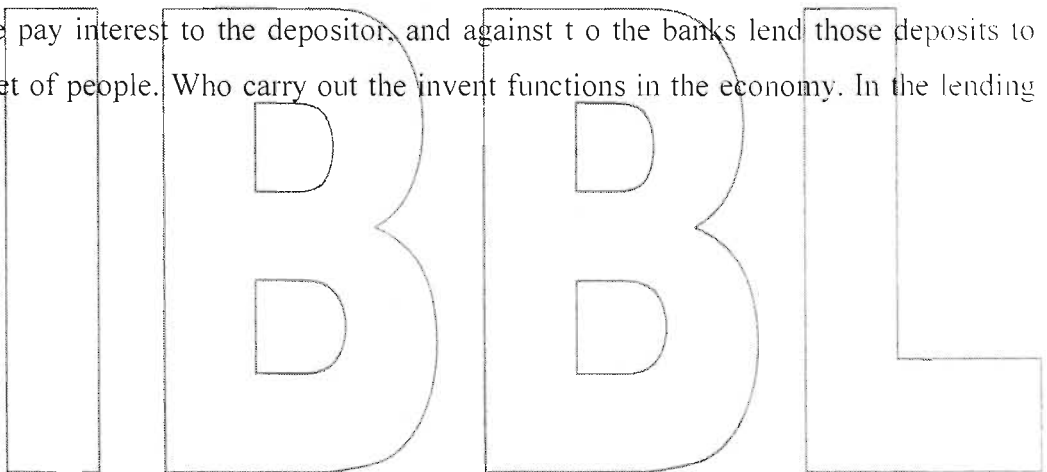 pay interest to the depositor, and against t o the banks lend those deposits to
of people. Who carry out the invent functions in the economy. In the lending
IBBL